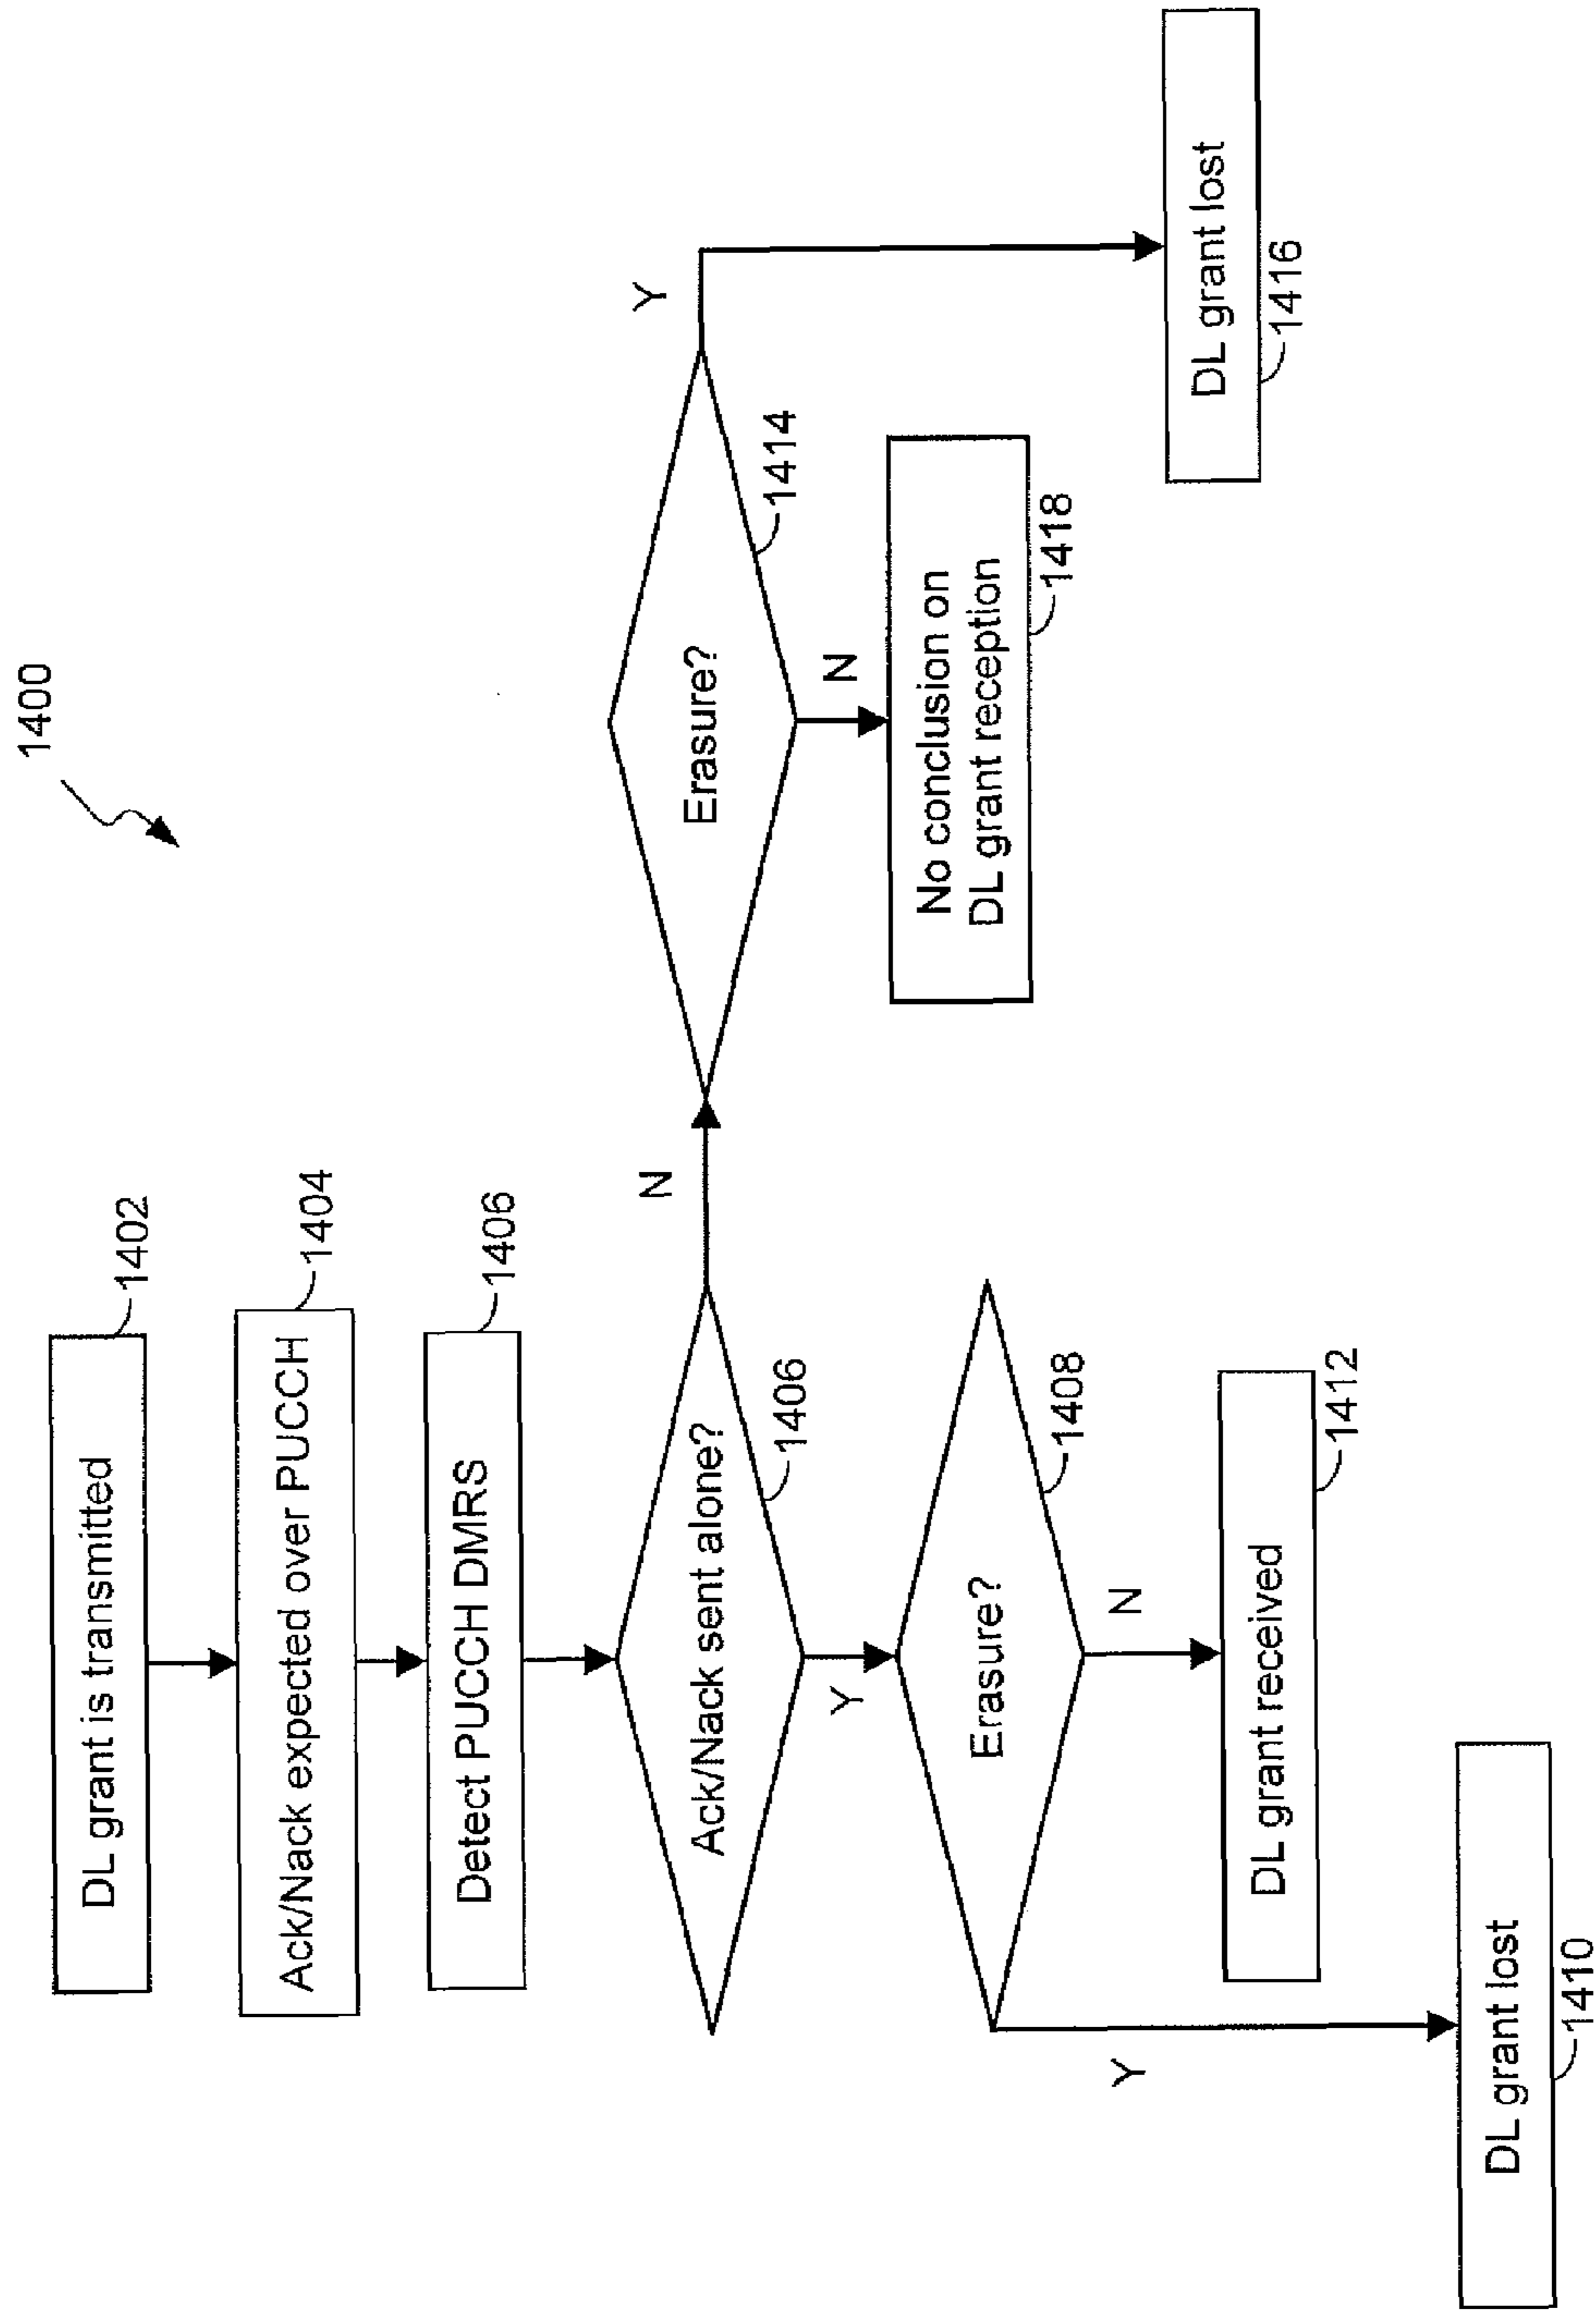 1400
DL grant is transmitted
1402
Ack/Nack expected over PUCCH
1404
Detect PUCCH DMRS
1406
Ack/Nack sent alone?
1406
N
Y
Erasure?
1408
Y
N
DL grant lost
1410
DL grant received
1412
Erasure?
1414
Y
N
No conclusion on
DL grant reception
1418
DL grant lost
1416